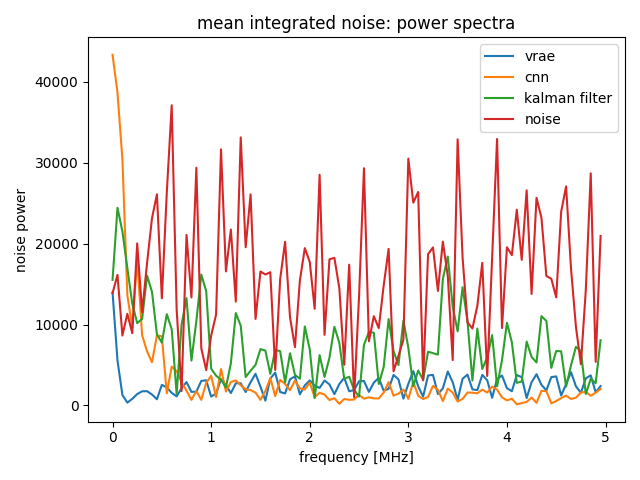 mean integrated noise: power spectra
vrae
cnn
kalman filter
noise
noise power
40000
30000
20000
10000
0
0 1 2 3 4 5
frequency [MHz]